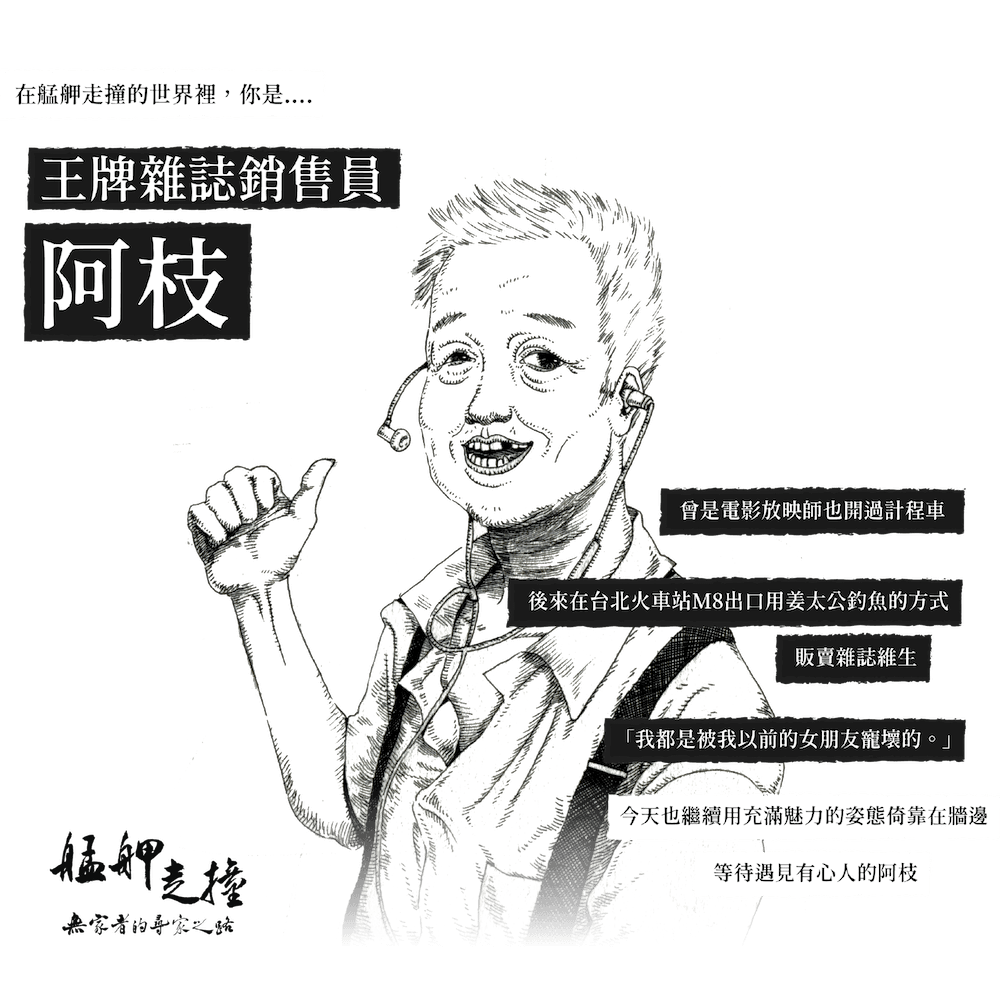 在艋舺走撞的世界裡，你是....
王牌雜誌銷售員
阿枝
曾是電影放映師也開過計程車
後來在台北火車站M8出口用姜太公釣魚的方式
販賣雜誌維生
「我都是被我以前的女朋友寵壞的。」
今天也繼續用充滿魅力的姿態倚靠在牆邊
等待遇見有心人的阿枝
艋舺走撞
無家者的尋家之路